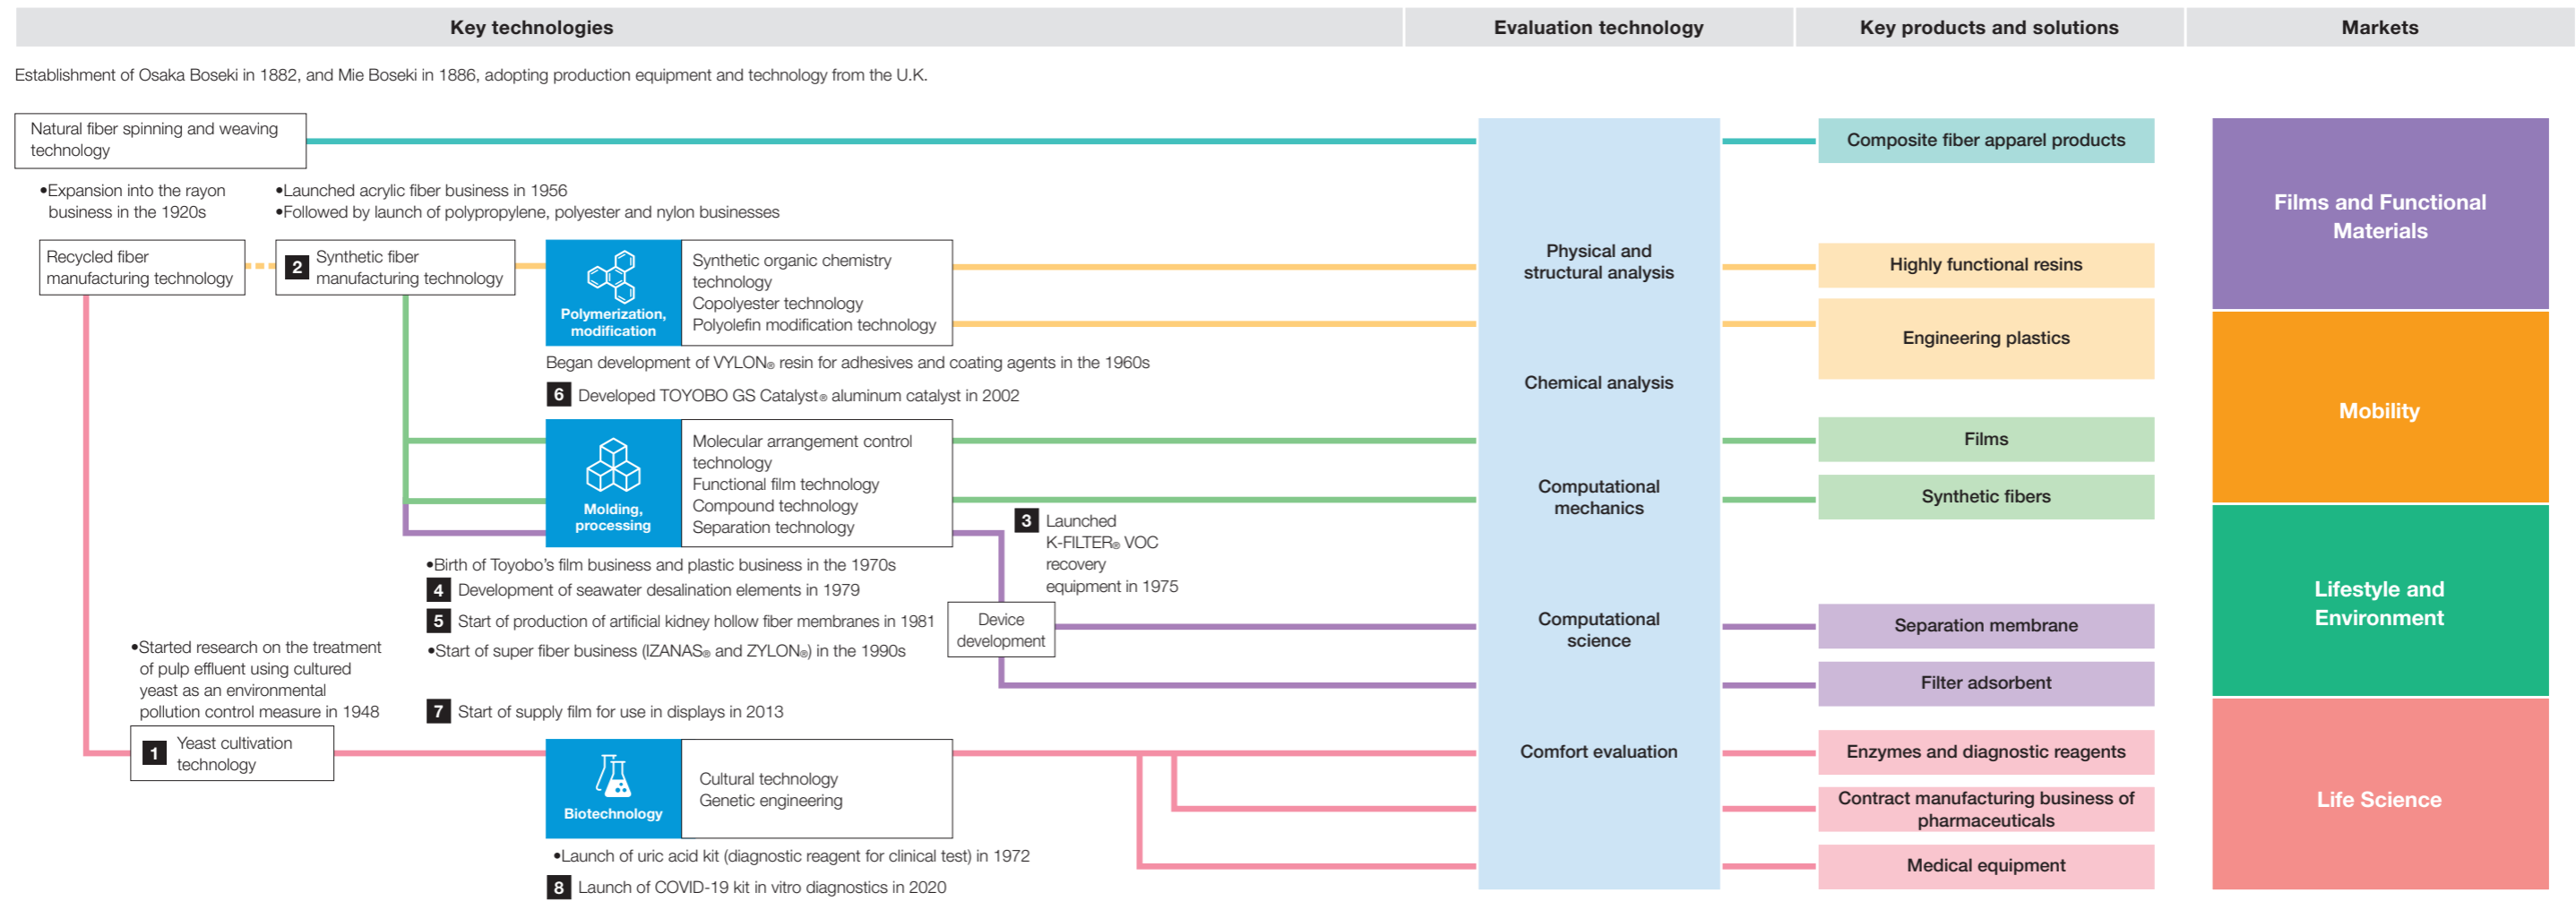 Key technologies
Evaluation technology
Key products and solutions
Markets
Establishment of Osaka Boseki in 1882, and Mie Boseki in 1886, adopting production equipment and technology from the U.K.
Natural fiber spinning and weaving
technology
•Expansion into the rayon
business in the 1920s
•Launched acrylic fiber business in 1956
•Followed by launch of polypropylene, polyester and nylon businesses
Recycled fiber
manufacturing technology
2 Synthetic fiber
manufacturing technology
Polymerization,
modification
Synthetic organic chemistry
technology
Copolyester technology
Polyolefin modification technology
Began development of VYLON® resin for adhesives and coating agents in the 1960s
6 Developed TOYOBO GS Catalyst® aluminum catalyst in 2002
Molding,
processing
Molecular arrangement control
technology
Functional film technology
Compound technology
Separation technology
3 Launched
K-FILTER® VOC
recovery
equipment in 1975
•Birth of Toyobo's film business and plastic business in the 1970s
4 Development of seawater desalination elements in 1979
5 Start of production of artificial kidney hollow fiber membranes in 1981
•Start of super fiber business (IZANAS® and ZYLON®) in the 1990s
Device
development
•Started research on the treatment
of pulp effluent using cultured
yeast as an environmental
pollution control measure in 1948
7 Start of supply film for use in displays in 2013
1 Yeast cultivation
technology
Biotechnology
Cultural technology
Genetic engineering
•Launch of uric acid kit (diagnostic reagent for clinical test) in 1972
8 Launch of COVID-19 kit in vitro diagnostics in 2020
Physical and
structural analysis
Chemical analysis
Computational
mechanics
Computational
science
Comfort evaluation
Composite fiber apparel products
Highly functional resins
Engineering plastics
Films
Synthetic fibers
Separation membrane
Filter adsorbent
Enzymes and diagnostic reagents
Contract manufacturing business of
pharmaceuticals
Medical equipment
Films and Functional
Materials
Mobility
Lifestyle and
Environment
Life Science